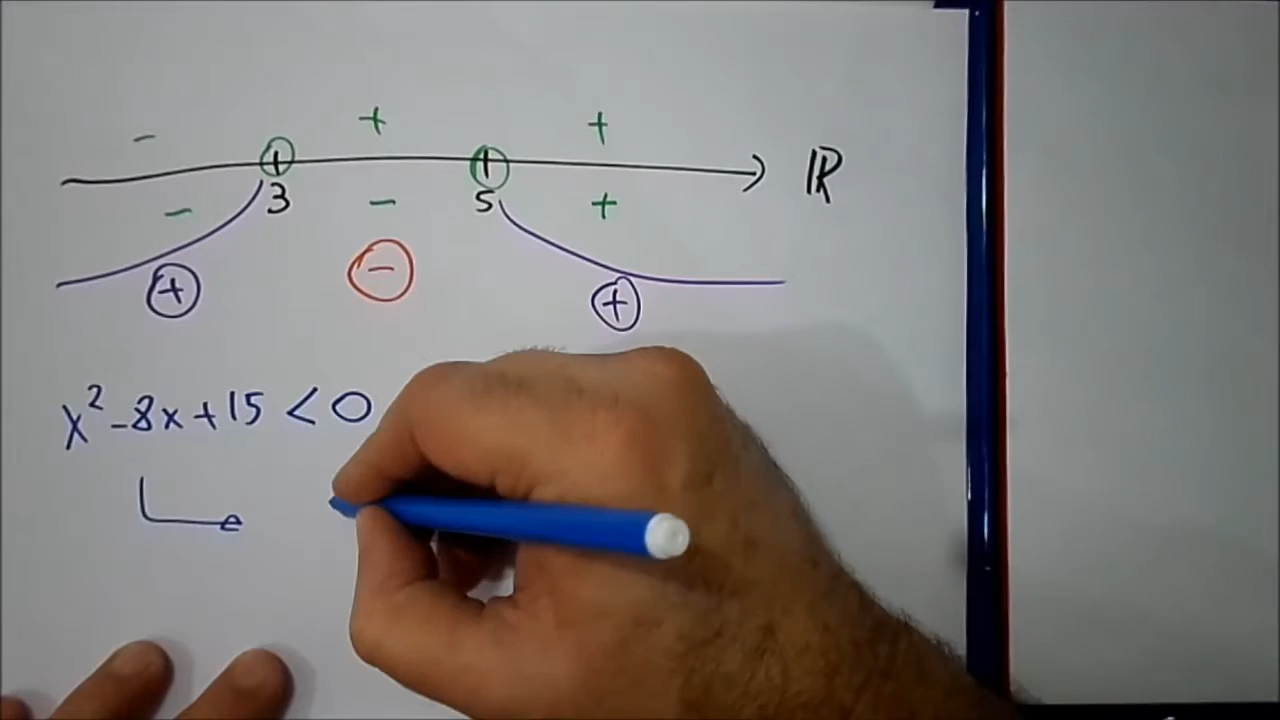 - + +
ℝ
3 5
- - +
+ - +
x² - 8x + 15 < 0